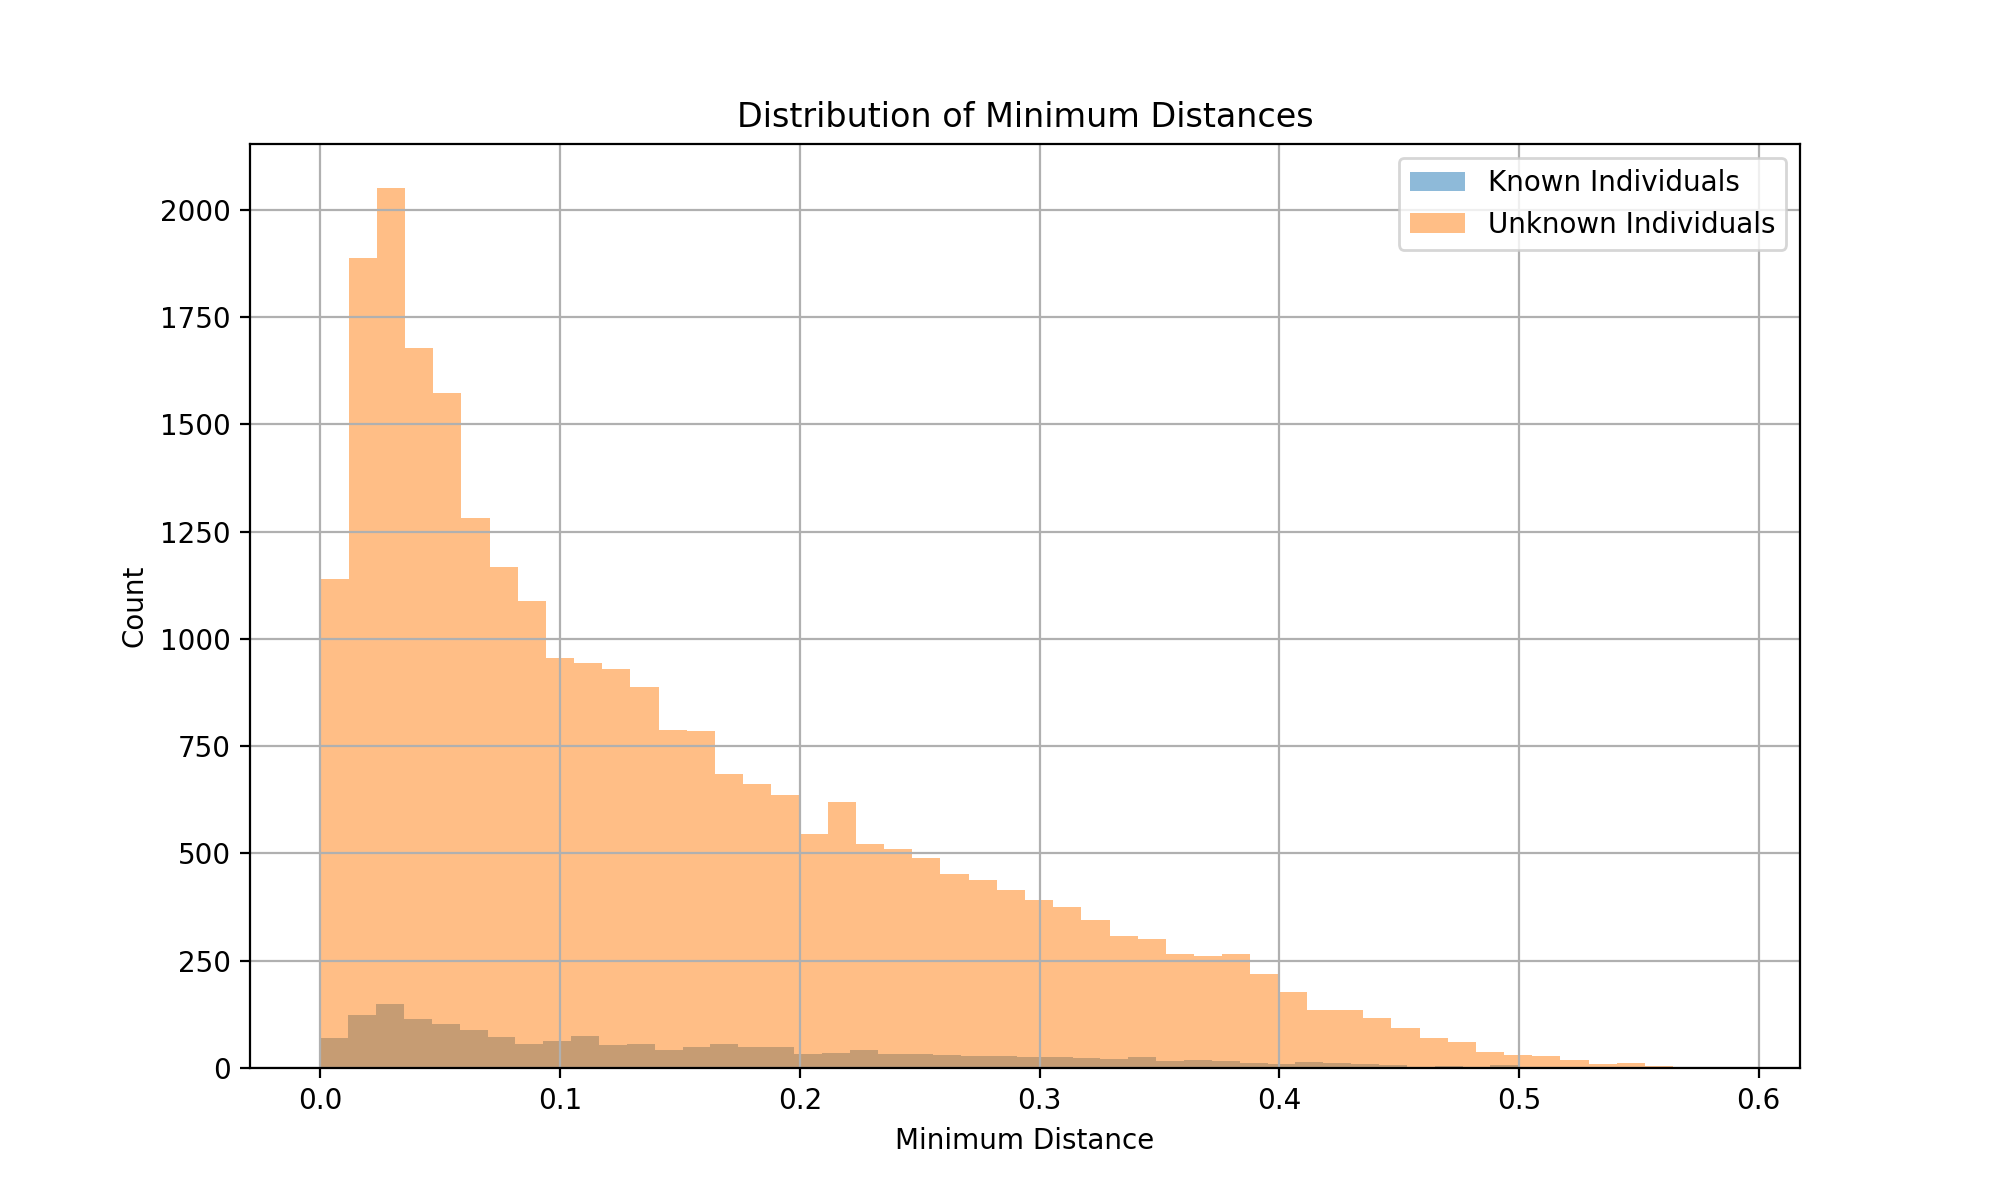 Distribution of Minimum Distances
Known Individuals
Unknown Individuals
2000
1750
1500
1250
1000
750
500
250
0
Count
0.0 0.1 0.2 0.3 0.4 0.5 0.6
Minimum Distance